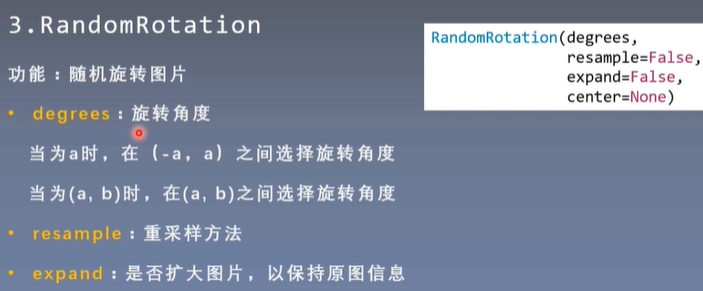 3.RandomRotation
功能：随机旋转图片
• degrees：旋转角度
当为a时，在（-a，a）之间选择旋转角度
当为(a, b)时，在(a, b)之间选择旋转角度
• resample：重采样方法
• expand：是否扩大图片，以保持原图信息
RandomRotation(degrees,
resample=False,
expand=False,
center=None)